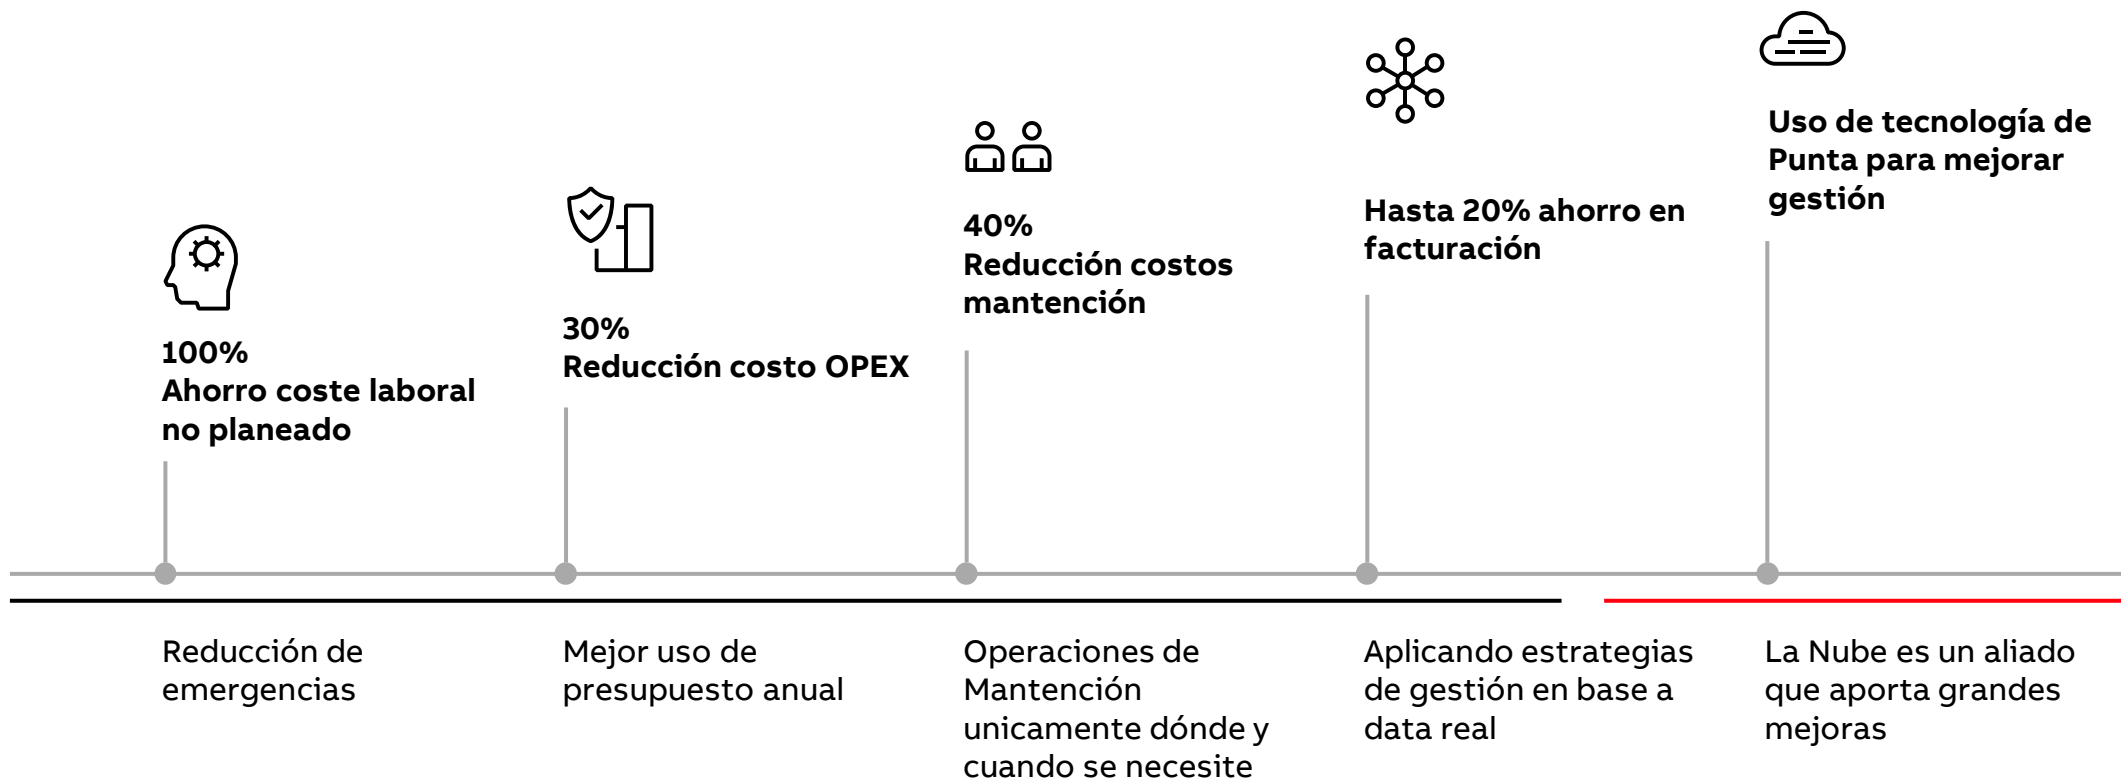 100%
Ahorro coste laboral
no planeado
30%
Reducción costo OPEX
40%
Reducción costos
mantención
Hasta 20% ahorro en
facturación
Uso de tecnología de
Punta para mejorar
gestión
Reducción de
emergencias
Mejor uso de
presupuesto anual
Operaciones de
Mantención
unicamente dónde y
cuando se necesite
Aplicando estrategias
de gestión en base a
data real
La Nube es un aliado
que aporta grandes
mejoras